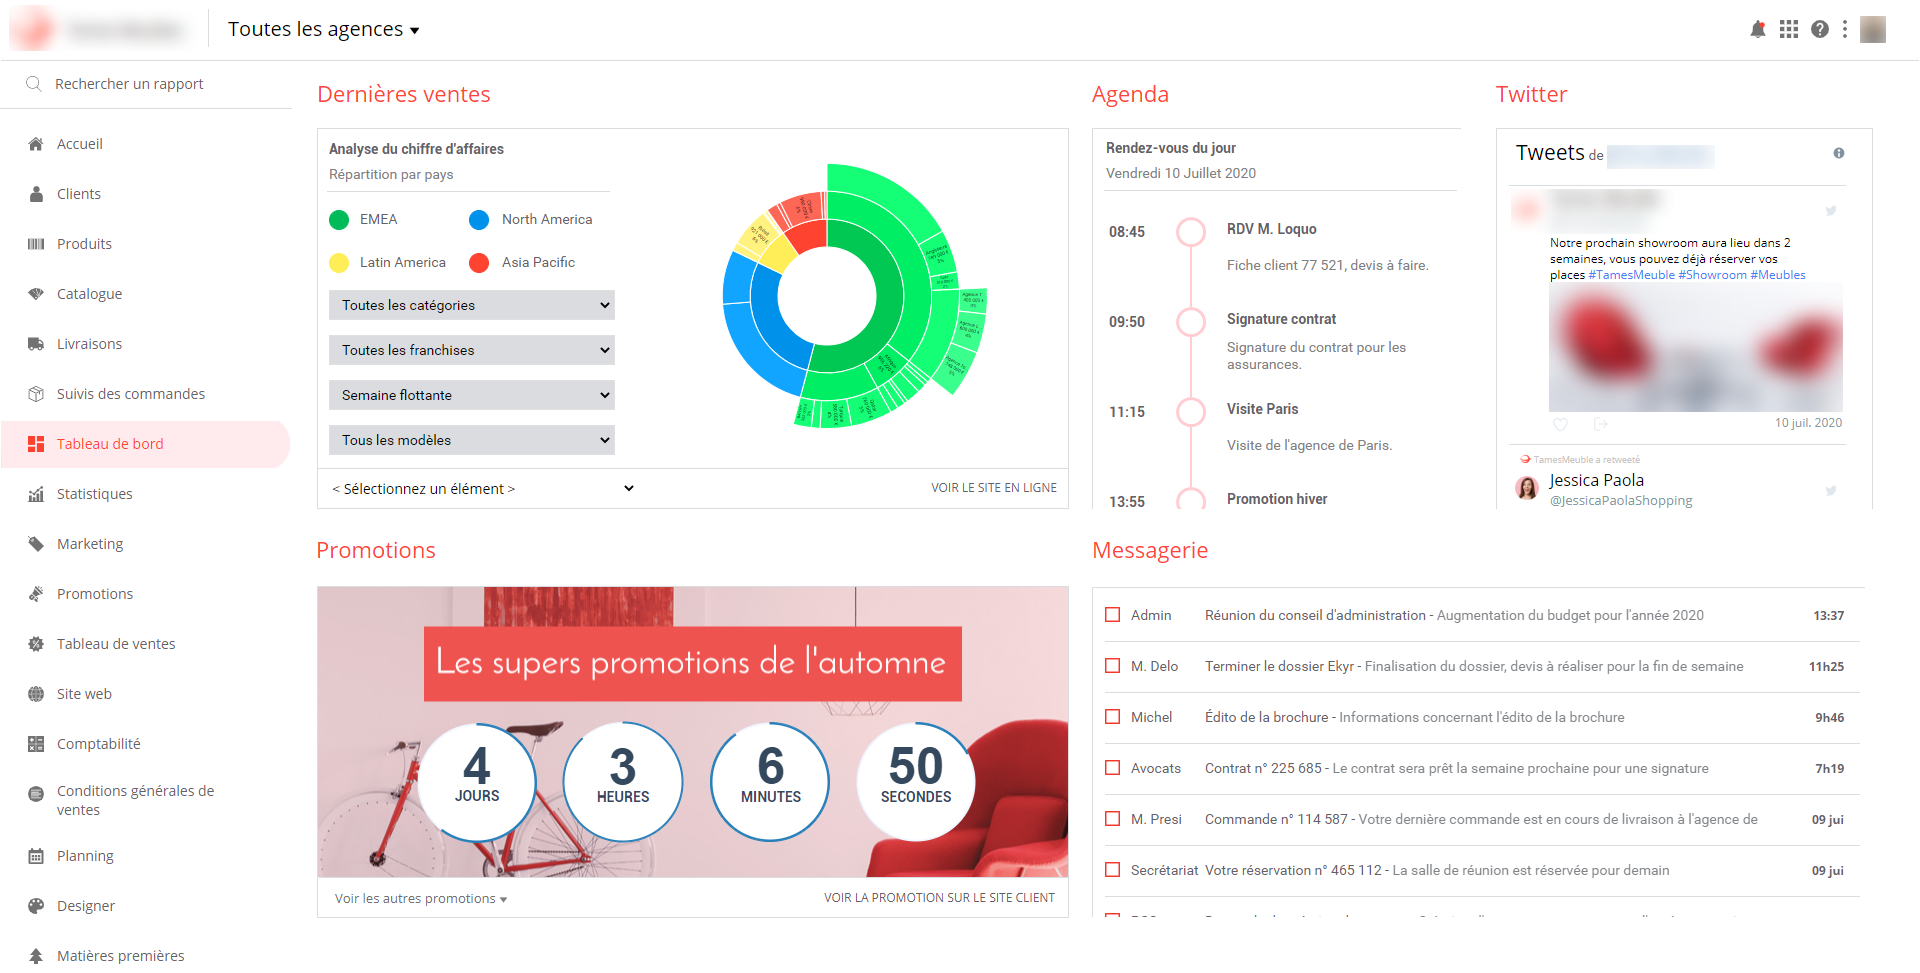 Toutes les agences
Rechercher un rapport
Accueil
Clients
Produits
Catalogue
Livraisons
Suivis des commandes
Tableau de bord
Statistiques
Marketing
Promotions
Tableau de ventes
Site web
Comptabilité
Conditions générales de
ventes
Planning
Designer
Matières premières
Dernières ventes
Analyse du chiffre d'affaires
Répartition par pays
EMEA
North America
Latin America
Asia Pacific
Toutes les catégories
Toutes les franchises
Semaine flottante
Tous les modèles
< Sélectionnez un élément >
VOIR LE SITE EN LIGNE
Agenda
Rendez-vous du jour
Vendredi 10 Juillet 2020
08:45 RDV M. Loquo
Fiche client 77 521, devis à faire.
09:50 Signature contrat
Signature du contrat pour les
assurances.
11:15 Visite Paris
Visite de l'agence de Paris.
13:55 Promotion hiver
Twitter
Tweets de
Notre prochain showroom aura lieu dans 2
semaines, vous pouvez déjà réserver vos
places #TamesMeuble #Showroom #Meubles
10 juil. 2020
TamesMeuble a retweeté
Jessica Paola
@JessicaPaolaShopping
Promotions
Les supers promotions de l'automne
4 JOURS
3 HEURES
6 MINUTES
50 SECONDES
Voir les autres promotions
VOIR LA PROMOTION SUR LE SITE CLIENT
Messagerie
Admin Réunion du conseil d'administration - Augmentation du budget pour l'année 2020 13:37
M. Delo Terminer le dossier Ekyr - Finalisation du dossier, devis à réaliser pour la fin de semaine 11h25
Michel Édito de la brochure - Informations concernant l'édito de la brochure 9h46
Avocats Contrat n° 225 685 - Le contrat sera prêt la semaine prochaine pour une signature 7h19
M. Presi Commande n° 114 587 - Votre dernière commande est en cours de livraison à l'agence de 09 jui
Secrétariat Votre réservation n° 465 112 - La salle de réunion est réservée pour demain 09 jui